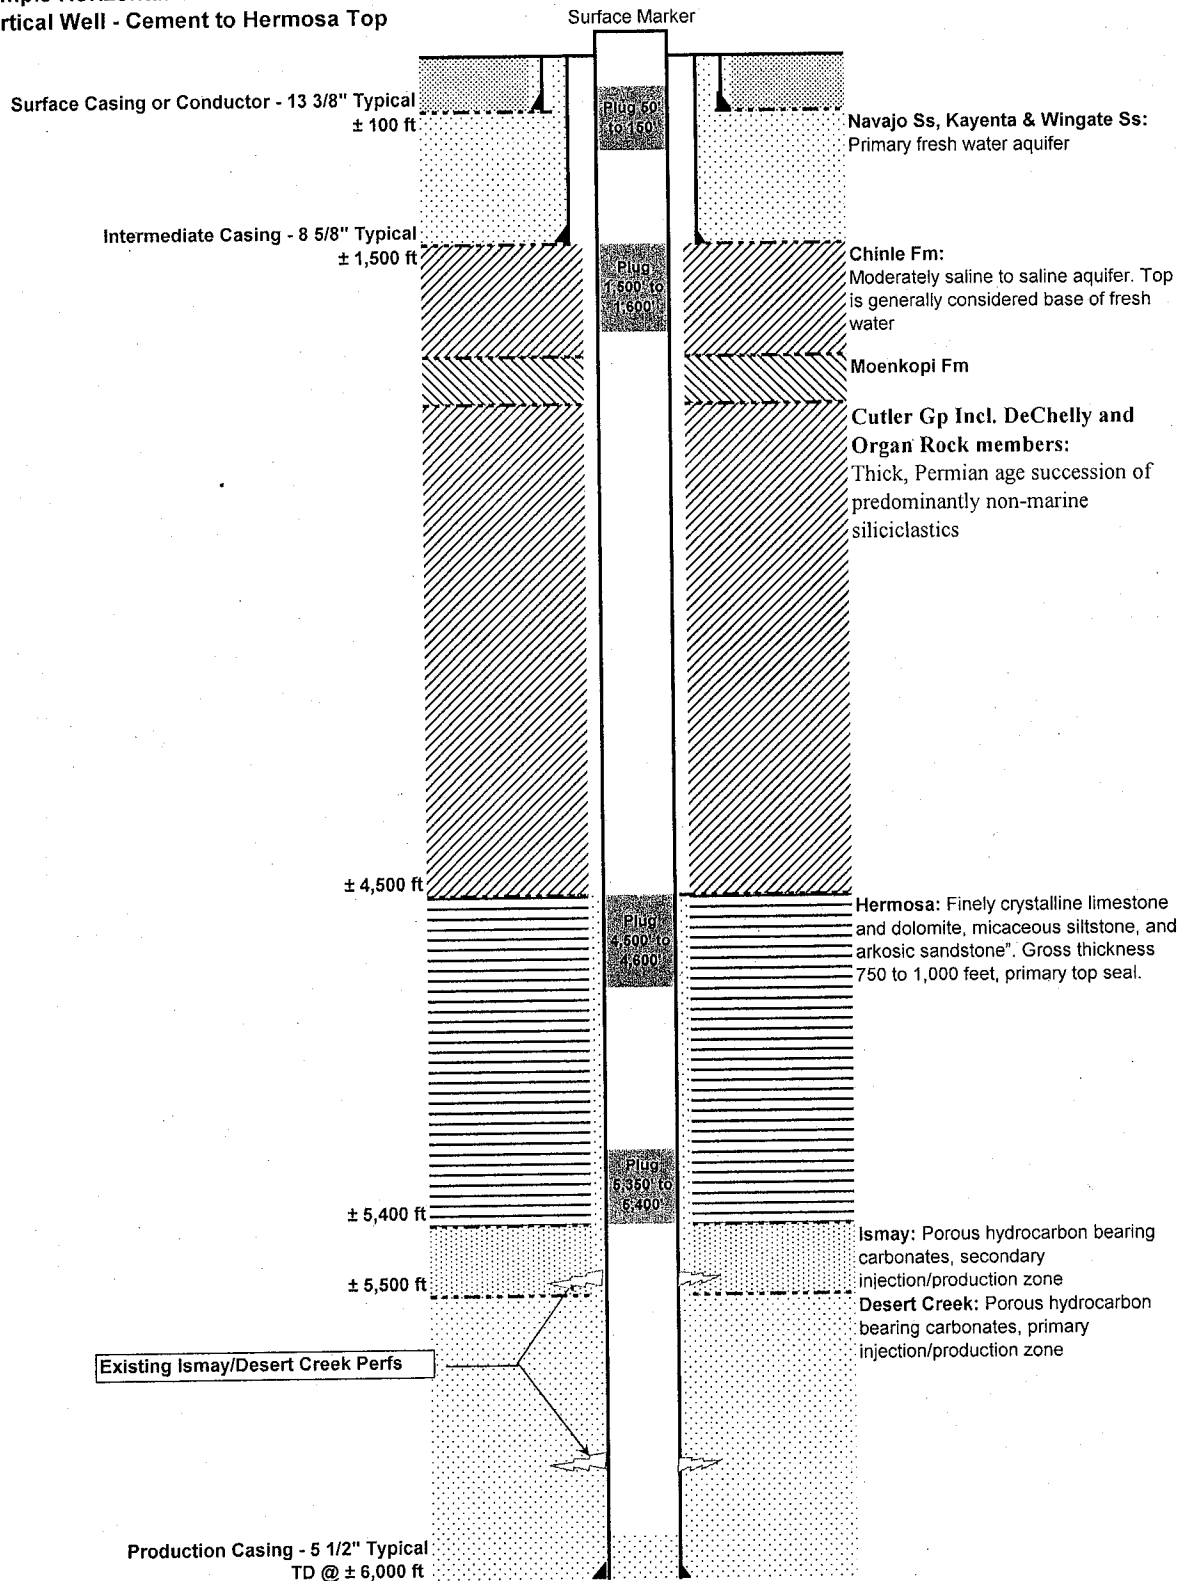 rtical Well - Cement to Hermosa Top
Surface Marker
Surface Casing or Conductor - 13 3/8" Typical
± 100 ft
Plug 50'
to 150'
Navajo Ss, Kayenta & Wingate Ss:
Primary fresh water aquifer
Intermediate Casing - 8 5/8" Typical
± 1,500 ft
Plug
1,500' to
1,600'
Chinle Fm:
Moderately saline to saline aquifer. Top
is generally considered base of fresh
water
Moenkopi Fm
Cutler Gp Incl. DeChelly and
Organ Rock members:
Thick, Permian age succession of
predominantly non-marine
siliciclastics
± 4,500 ft
Plug
4,500' to
4,600'
Hermosa: Finely crystalline limestone
and dolomite, micaceous siltstone, and
arkosic sandstone". Gross thickness
750 to 1,000 feet, primary top seal.
Plug
5,350' to
5,400'
± 5,400 ft
Ismay: Porous hydrocarbon bearing
carbonates, secondary
injection/production zone
± 5,500 ft
Desert Creek: Porous hydrocarbon
bearing carbonates, primary
injection/production zone
Existing Ismay/Desert Creek Perfs
Production Casing - 5 1/2" Typical
TD @ ± 6,000 ft